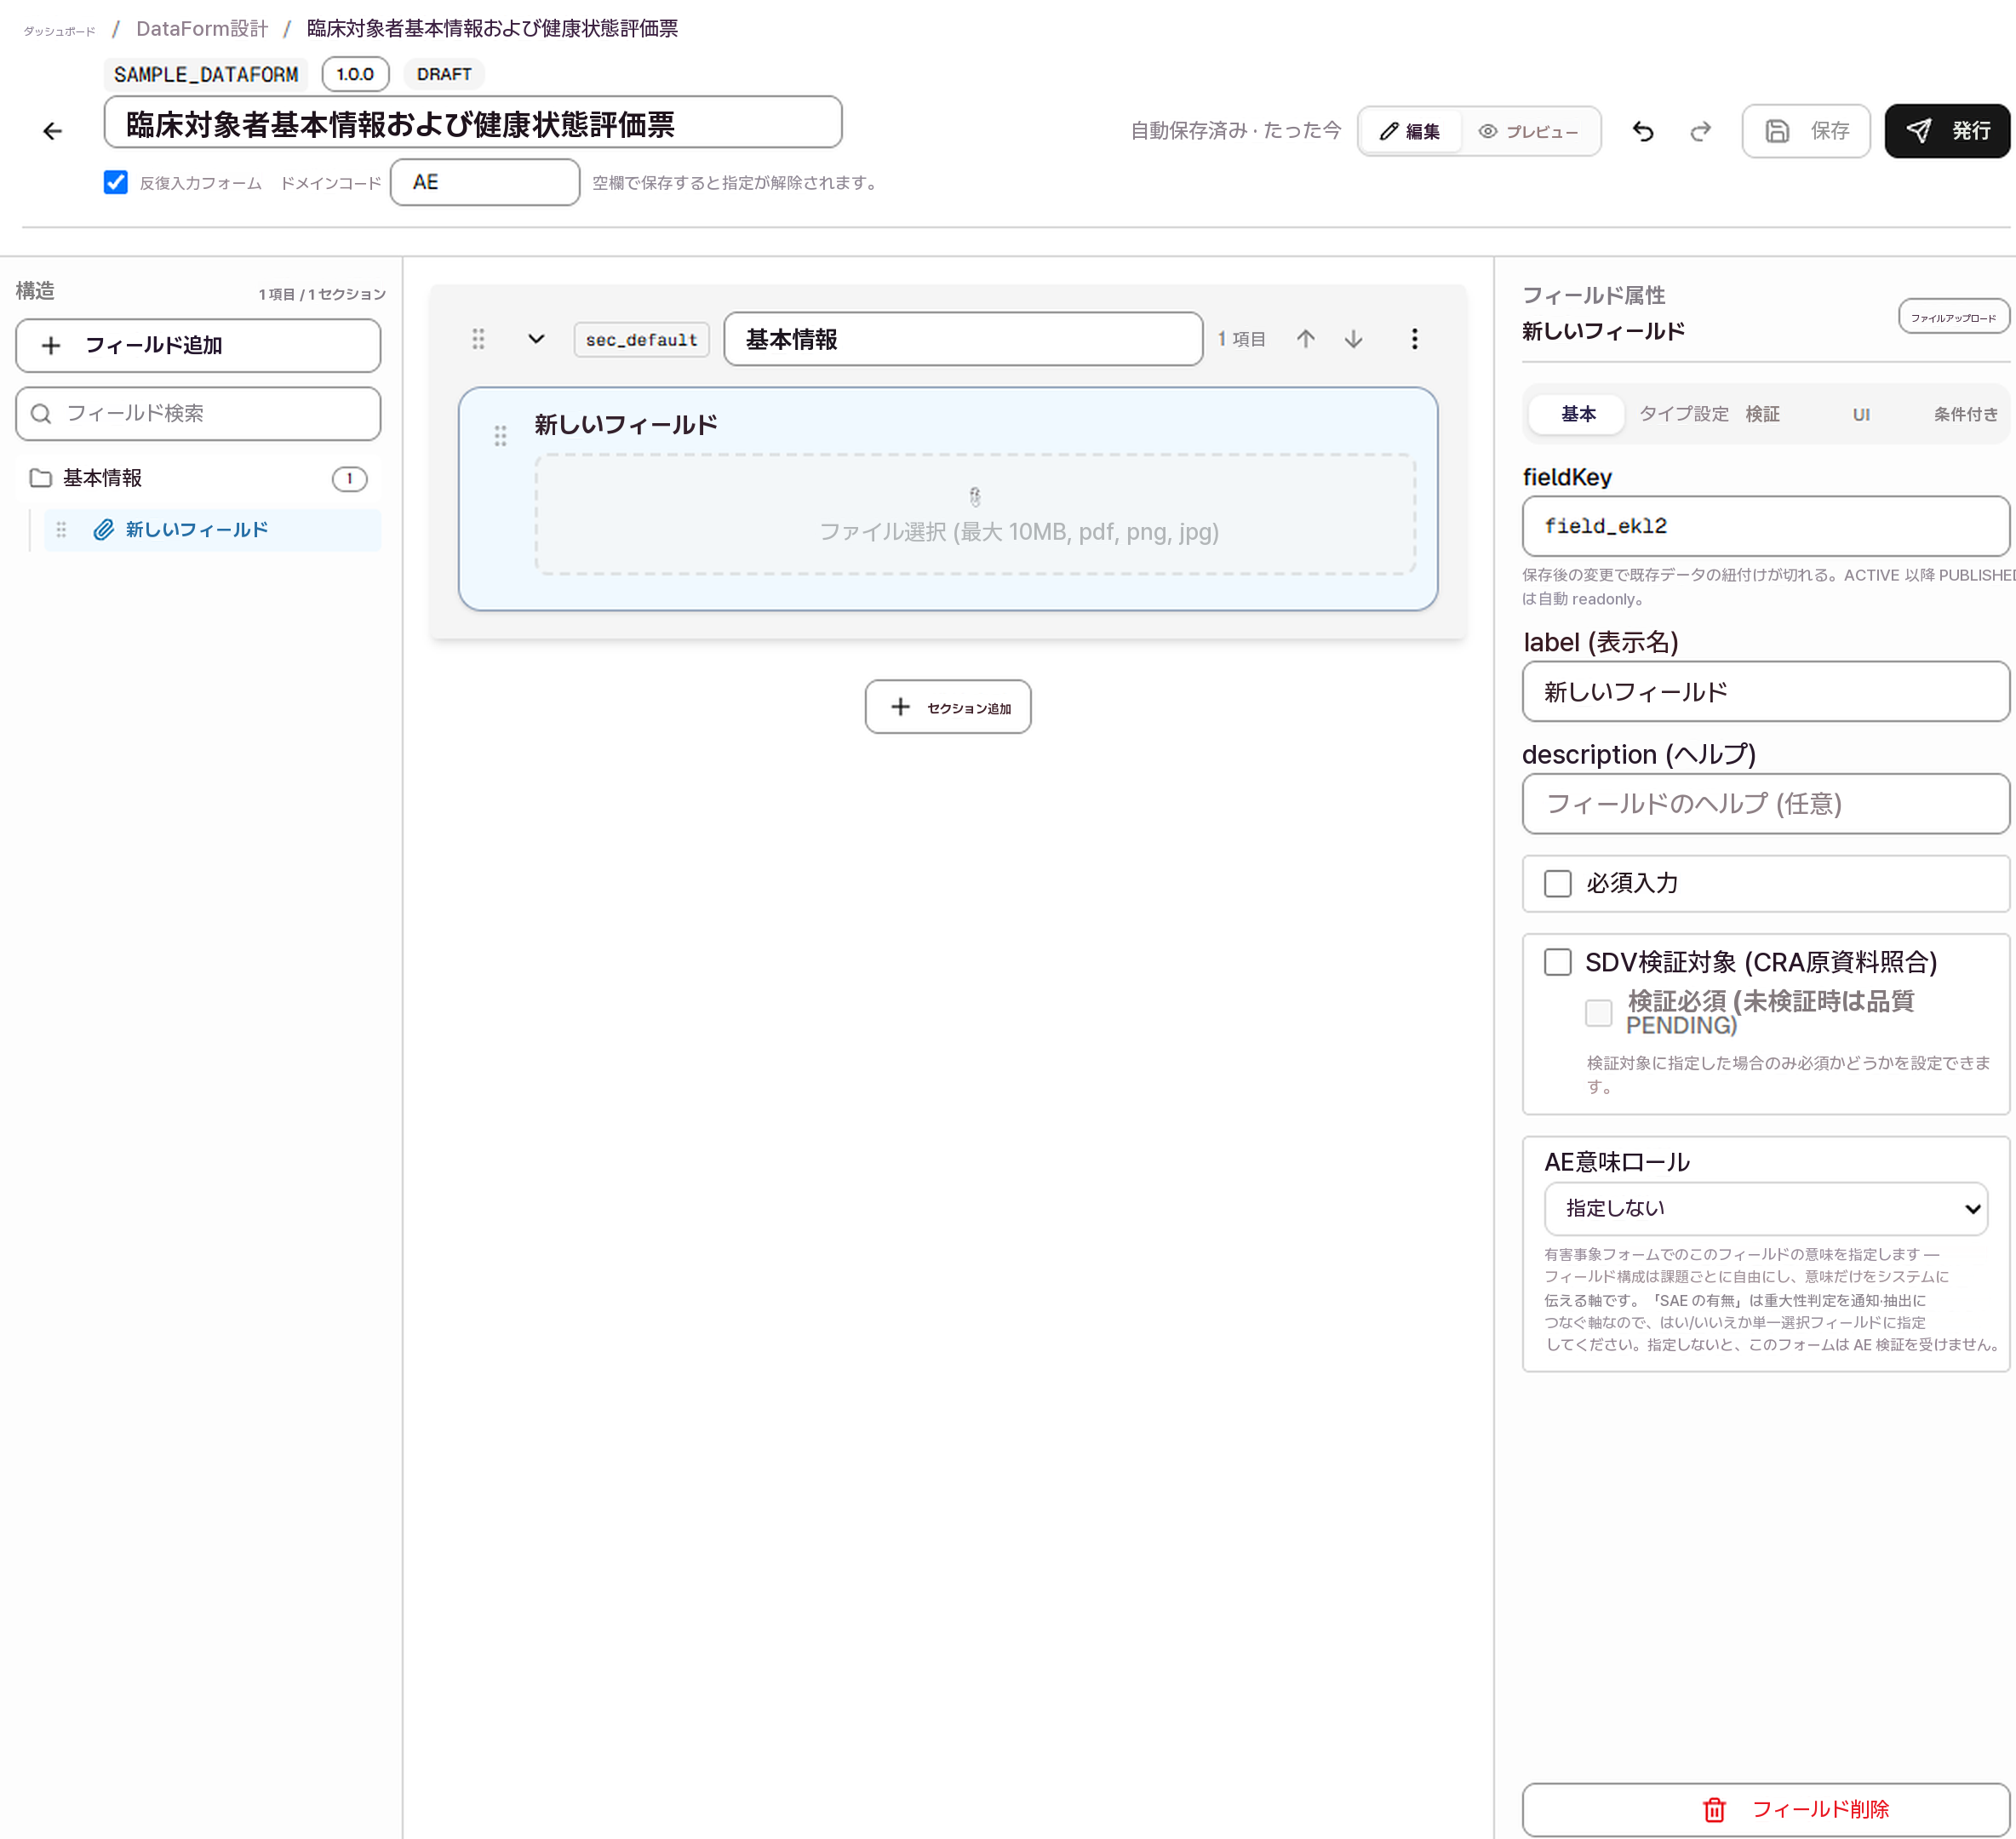 ダッシュボード / DataForm設計 / 臨床対象者基本情報および健康状態評価票
SAMPLE_DATAFORM 1.0.0 DRAFT
臨床対象者基本情報および健康状態評価票
自動保存済み · たった今 編集 プレビュー 保存 発行
反復入力フォーム ドメインコード AE 空欄で保存すると指定が解除されます。
構造 1 項目 / 1 セクション
フィールド追加
フィールド検索
基本情報 1
新しいフィールド
sec_default 基本情報 1 項目
新しいフィールド
ファイル選択 (最大 10MB, pdf, png, jpg)
セクション追加
フィールド属性
新しいフィールド
ファイルアップロード
基本 タイプ設定 検証 UI 条件付き
fieldKey
field_ekl2
保存後の変更で既存データの紐付けが切れる。ACTIVE 以降 PUBLISHED
は自動 readonly。
label (表示名)
新しいフィールド
description (ヘルプ)
フィールドのヘルプ (任意)
必須入力
SDV検証対象 (CRA原資料照合)
検証必須 (未検証時は品質
PENDING)
検証対象に指定した場合のみ必須かどうかを設定できま
す。
AE意味ロール
指定しない
有害事象フォームでのこのフィールドの意味を指定します —
フィールド構成は課題ごとに自由にし、意味だけをシステムに
伝える軸です。「SAE の有無」は重大性判定を通知·抽出に
つなぐ軸なので、はい/いいえか単一選択フィールドに指定
してください。指定しないと、このフォームは AE 検証を受けません。
フィールド削除